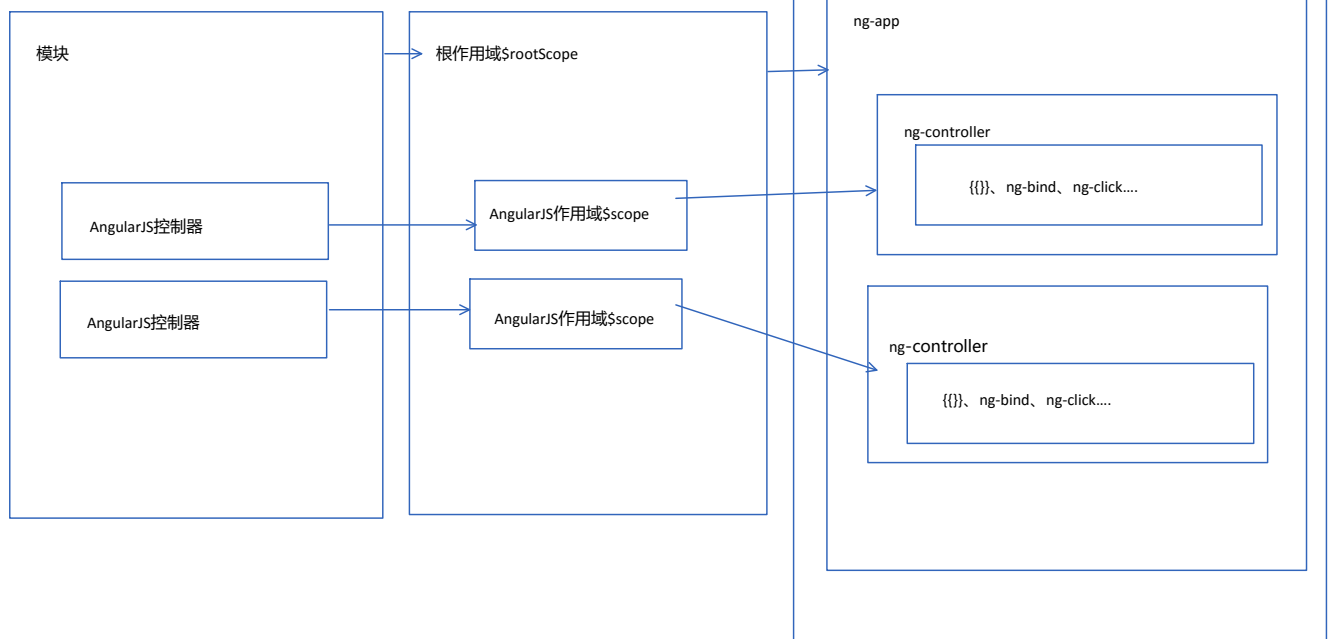 模块
根作用域$rootScope
ng-app
ng-controller
{{}}、ng-bind、ng-click....
AngularJS控制器
AngularJS作用域$scope
AngularJS控制器
AngularJS作用域$scope
ng-controller
{{}}、ng-bind、ng-click....